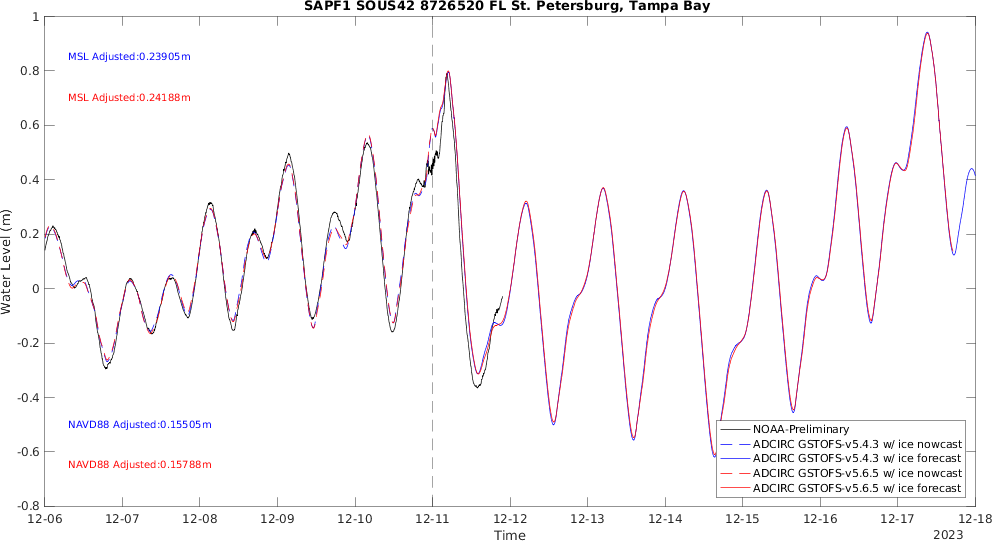 SAPF1 SOUS42 8726520 FL St. Petersburg, Tampa Bay
1
0.8
0.6
0.4
0.2
0
-0.2
-0.4
-0.6
-0.8
Water Level (m)
MSL Adjusted:0.23905m
MSL Adjusted:0.24188m
NAVD88 Adjusted:0.15505m
NAVD88 Adjusted:0.15788m
NOAA-Preliminary
ADCIRC GSTOFS-v5.4.3 w/ ice nowcast
ADCIRC GSTOFS-v5.4.3 w/ ice forecast
ADCIRC GSTOFS-v5.6.5 w/ ice nowcast
ADCIRC GSTOFS-v5.6.5 w/ ice forecast
12-06 12-07 12-08 12-09 12-10 12-11 12-12 12-13 12-14 12-15 12-16 12-17 12-18
Time
2023